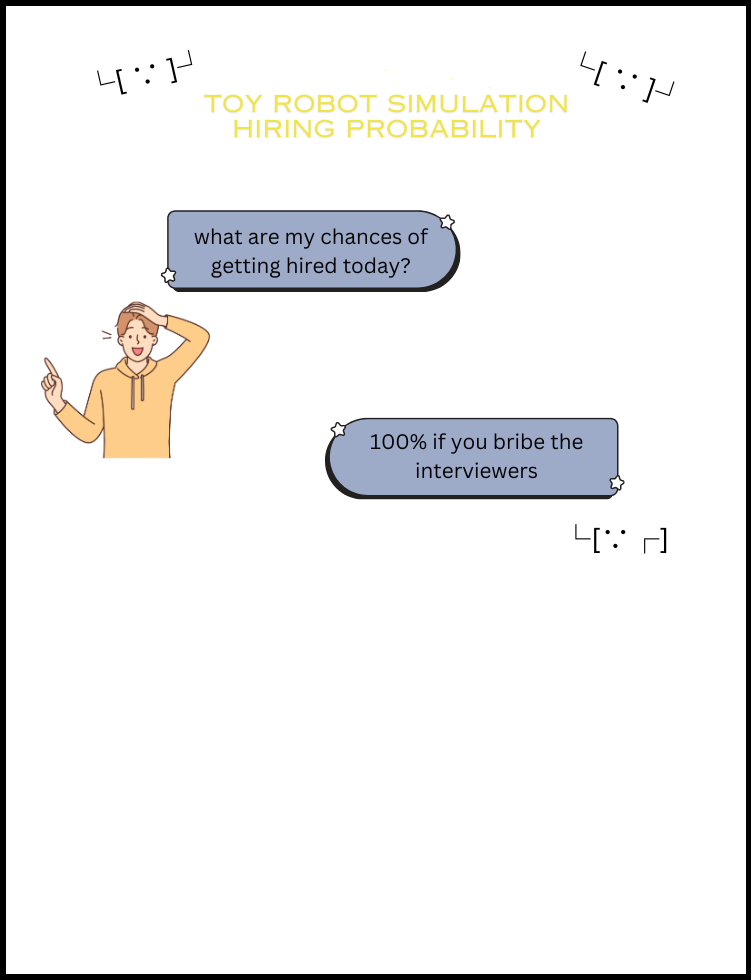 └[ ∵ ]┘ └[ ∵ ]┘
TOY ROBOT SIMULATION
HIRING PROBABILITY
what are my chances of
getting hired today?
100% if you bribe the
interviewers
└[∵ ┌]